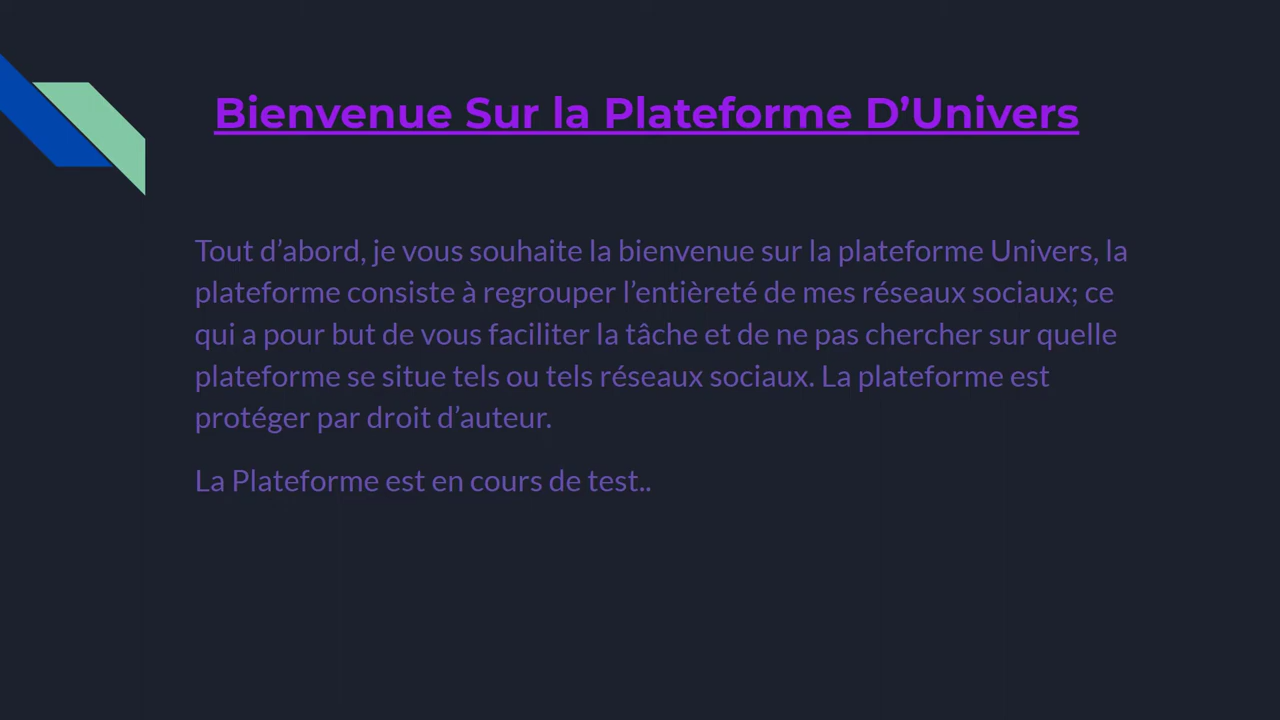 Bienvenue Sur la Plateforme D’Univers
Tout d’abord, je vous souhaite la bienvenue sur la plateforme Univers, la
plateforme consiste à regrouper l’entièreté de mes réseaux sociaux; ce
qui a pour but de vous faciliter la tâche et de ne pas chercher sur quelle
plateforme se situe tels ou tels réseaux sociaux. La plateforme est
protéger par droit d’auteur.
La Plateforme est en cours de test..